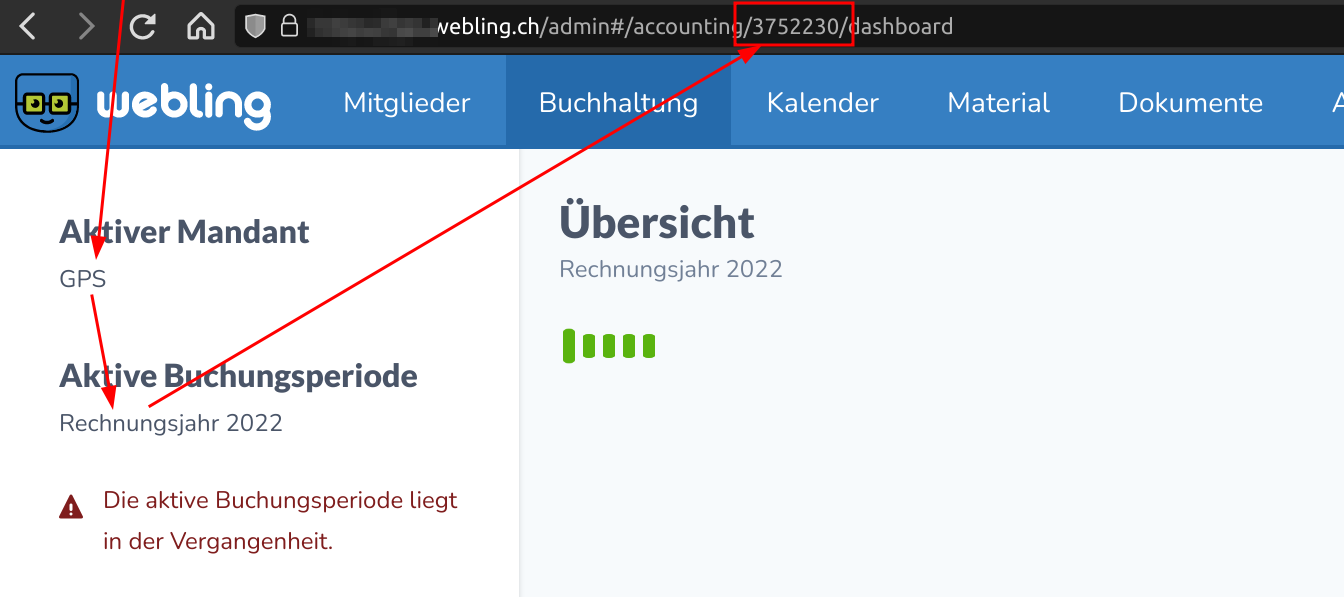 webling.ch/admin#/accounting/3752230/dashboard
webling Mitglieder Buchhaltung Kalender Material Dokumente
Aktiver Mandant
GPS
Aktive Buchungsperiode
Rechnungsjahr 2022
Die aktive Buchungsperiode liegt
in der Vergangenheit.
Übersicht
Rechnungsjahr 2022